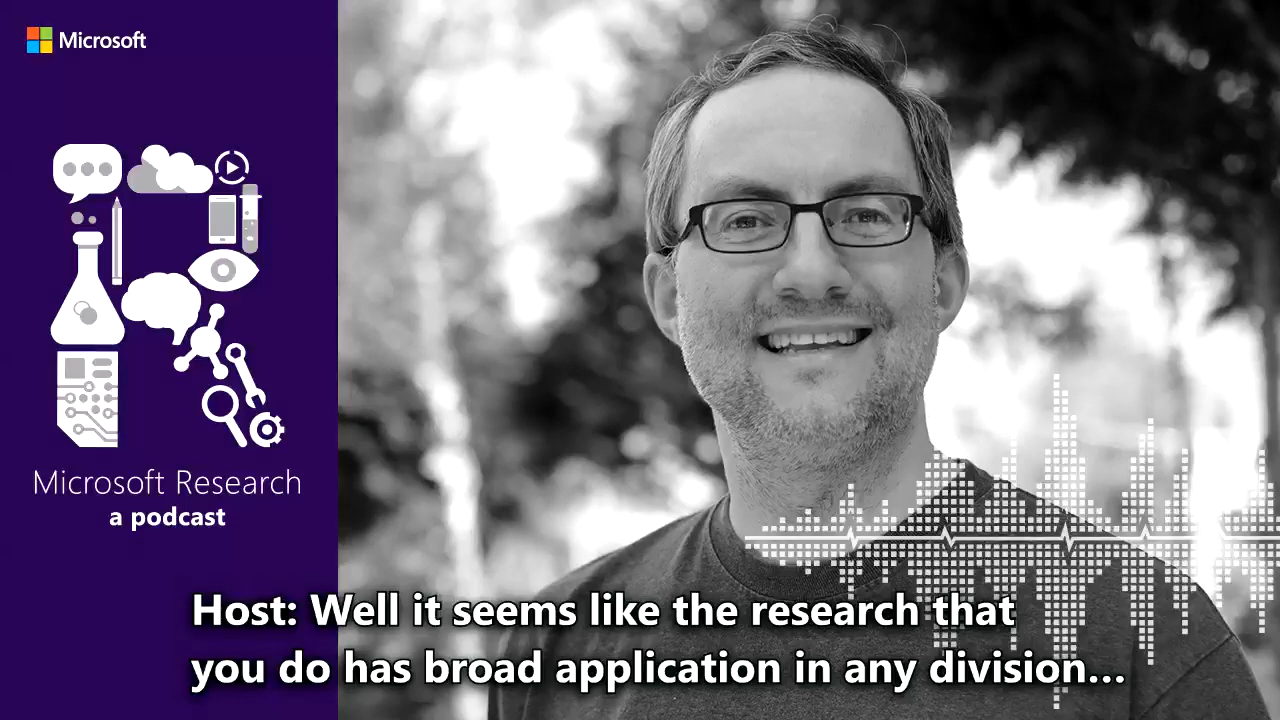 Microsoft
Microsoft Research
a podcast
Host: Well it seems like the research that
you do has broad application in any division...